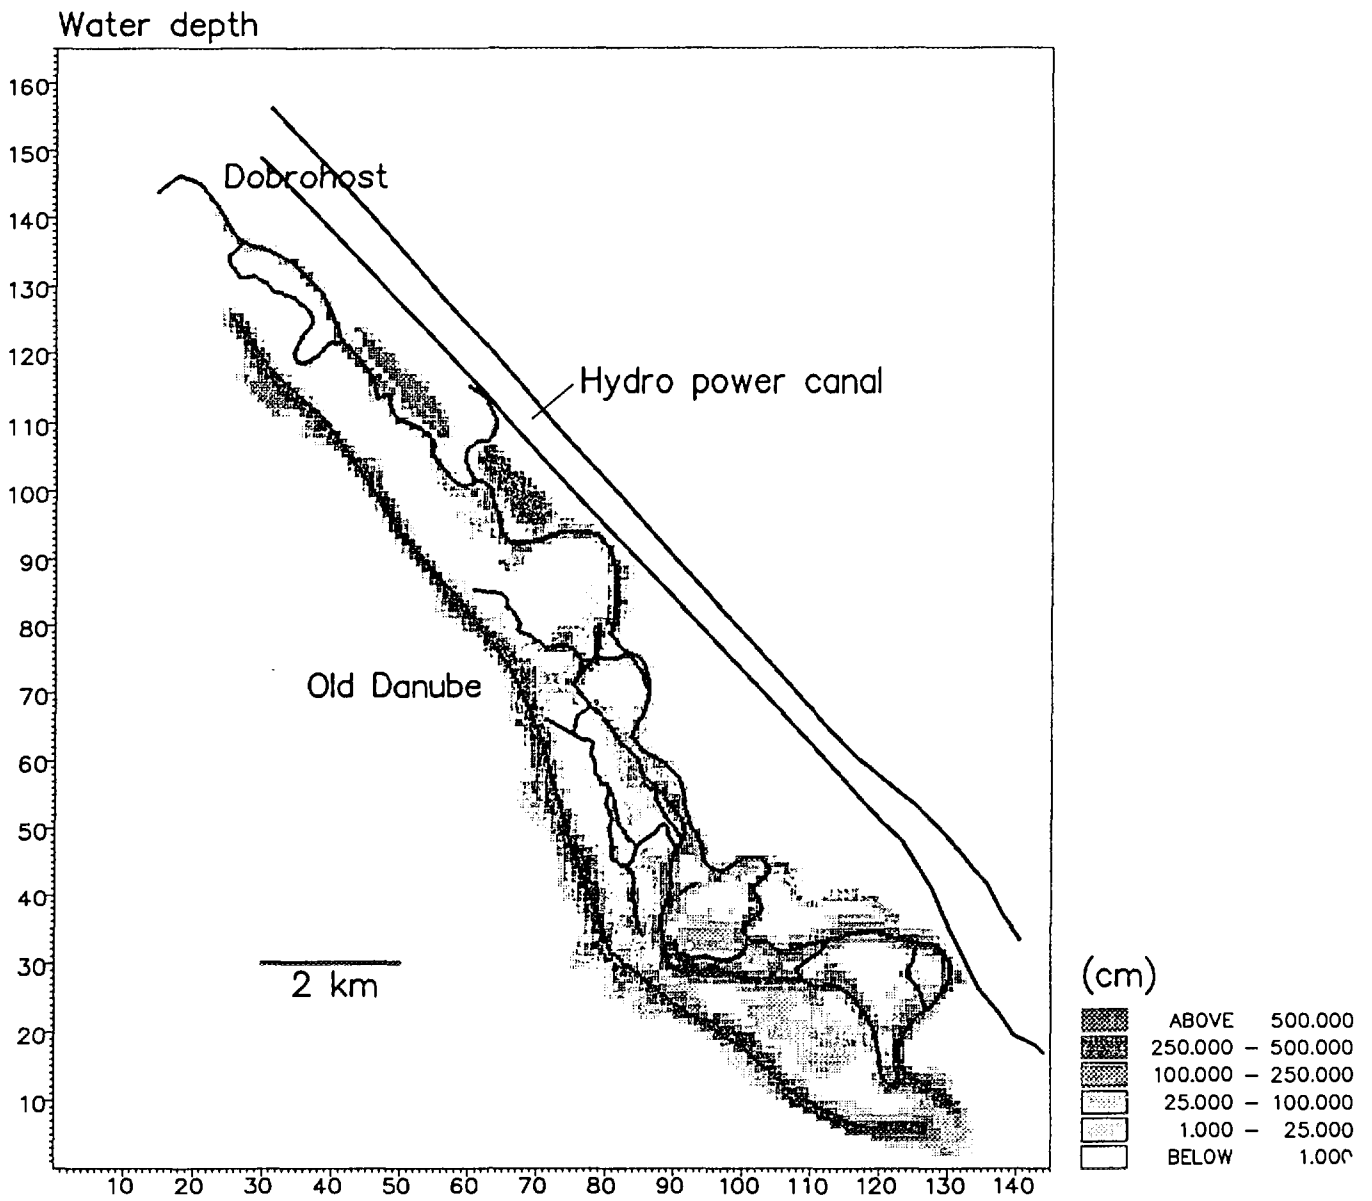 Water depth
160
150
140
130
120
110
100
90
80
70
60
50
40
30
20
10
Dobrohost
Hydro power canal
Old Danube
2 km
10 20 30 40 50 60 70 80 90 100 110 120 130 140
(cm)
ABOVE 500.000
250.000 – 500.000
100.000 – 250.000
25.000 – 100.000
1.000 – 25.000
BELOW 1.000